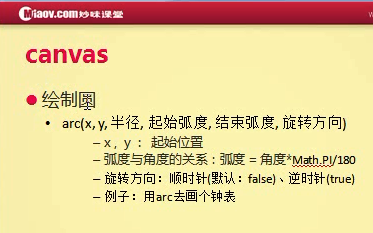 Miaov.com 妙味课堂
canvas
绘制圆
arc(x, y, 半径, 起始弧度, 结束弧度, 旋转方向)
– x , y : 起始位置
– 弧度与角度的关系 : 弧度 = 角度*Math.PI/180
– 旋转方向 : 顺时针(默认 : false)、逆时针(true)
– 例子 : 用arc去画个钟表